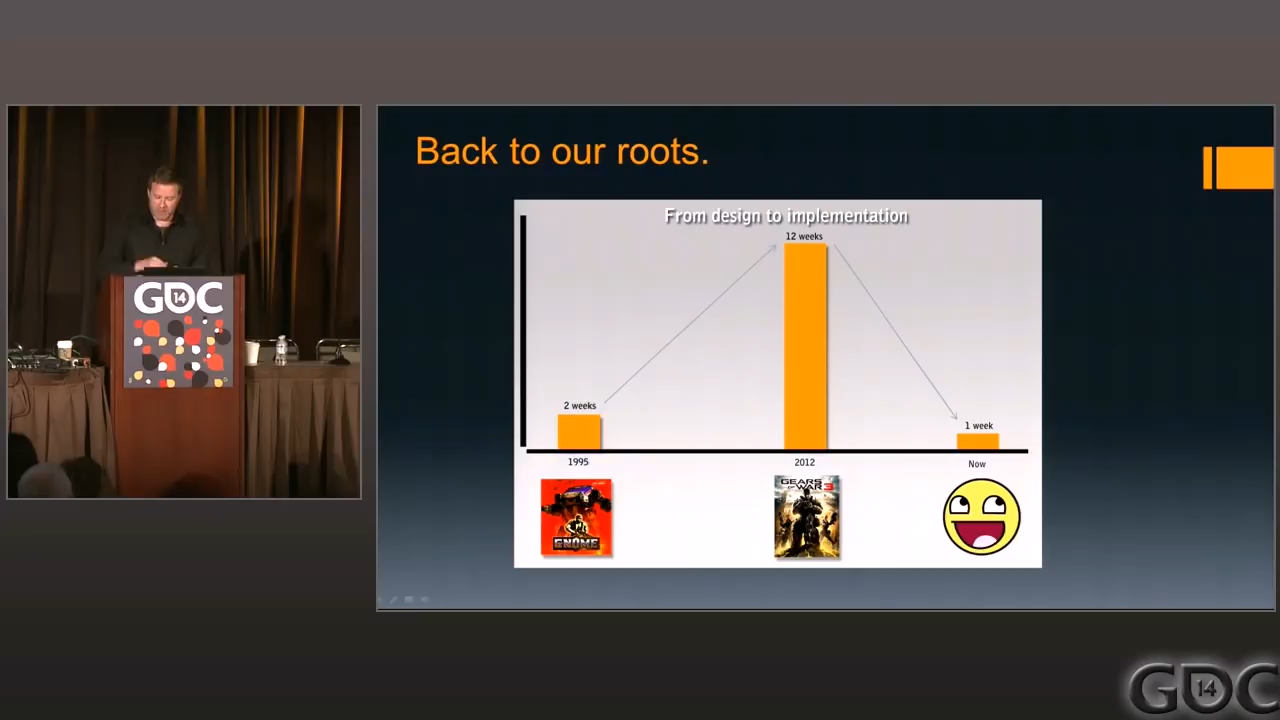 Back to our roots.
From design to implementation
12 weeks
2 weeks
1 week
1995
2012
Now
GEARS
OF WAR 3
GNOME
GDC
14
GDC
14